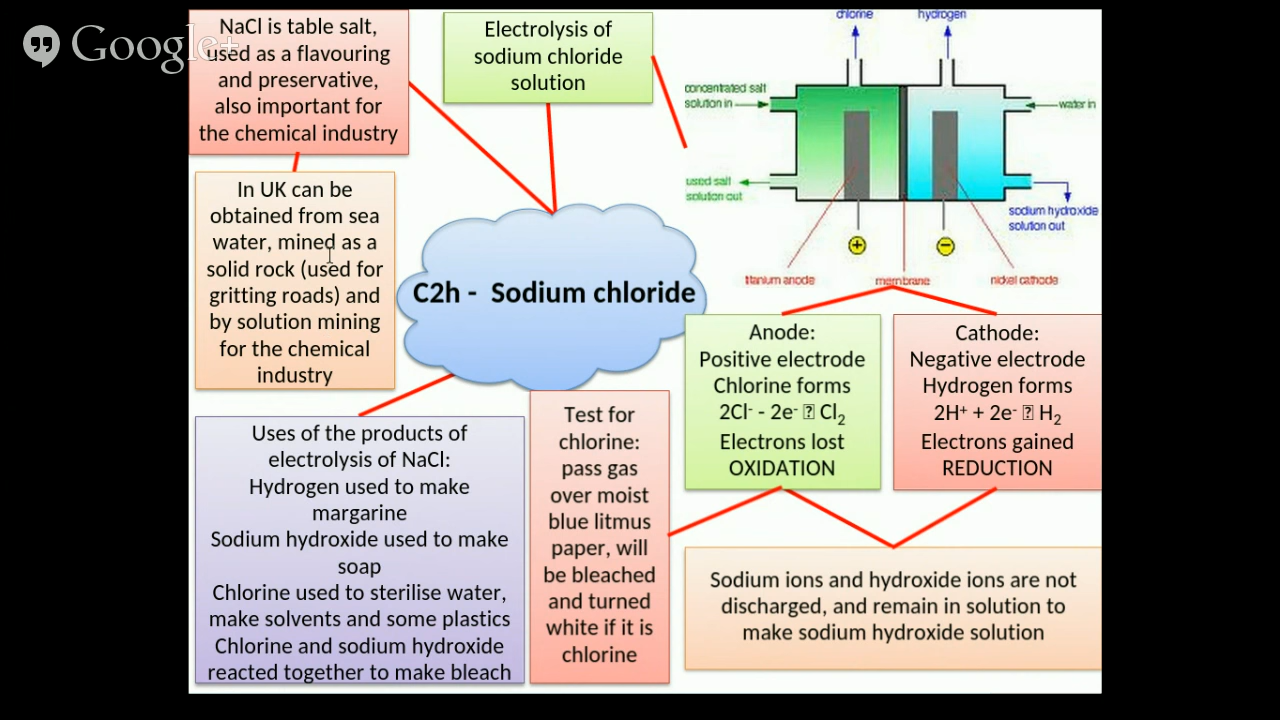 Google+
NaCl is table salt,
used as a flavouring
and preservative,
also important for
the chemical industry
Electrolysis of
sodium chloride
solution
chlorine
hydrogen
concentrated salt
solution in
water in
used salt
solution out
sodium hydroxide
solution out
+
−
titanium anode
membrane
nickel cathode
In UK can be
obtained from sea
water, mined as a
solid rock (used for
gritting roads) and
by solution mining
for the chemical
industry
C2h - Sodium chloride
Anode:
Positive electrode
Chlorine forms
2Cl⁻ - 2e⁻ ⍰ Cl₂
Electrons lost
OXIDATION
Cathode:
Negative electrode
Hydrogen forms
2H⁺ + 2e⁻ ⍰ H₂
Electrons gained
REDUCTION
Uses of the products of
electrolysis of NaCl:
Hydrogen used to make
margarine
Sodium hydroxide used to make
soap
Chlorine used to sterilise water,
make solvents and some plastics
Chlorine and sodium hydroxide
reacted together to make bleach
Test for
chlorine:
pass gas
over moist
blue litmus
paper, will
be bleached
and turned
white if it is
chlorine
Sodium ions and hydroxide ions are not
discharged, and remain in solution to
make sodium hydroxide solution